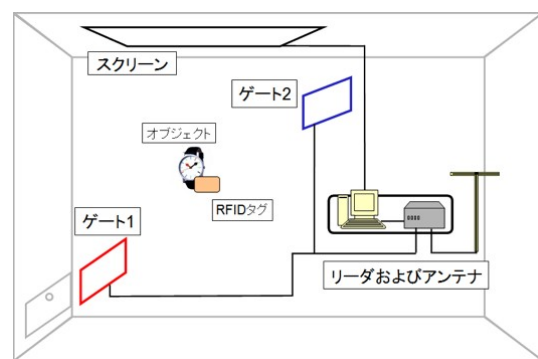 スクリーン
ゲート2
オブジェクト
RFIDタグ
ゲート1
リーダおよびアンテナ